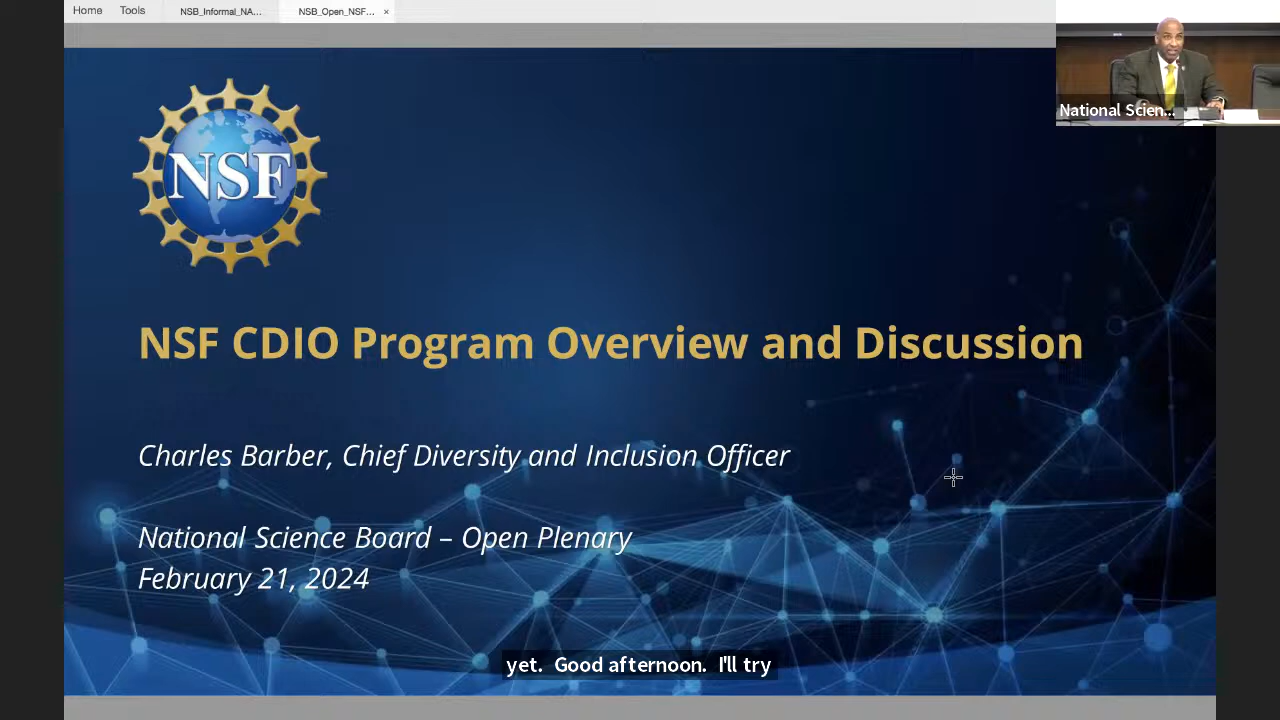 Home Tools NSB_Informal_NA... NSB_Open_NSF... ×
National Scien...
NSF
NSF CDIO Program Overview and Discussion
Charles Barber, Chief Diversity and Inclusion Officer
National Science Board – Open Plenary
February 21, 2024
yet.  Good afternoon.  I'll try